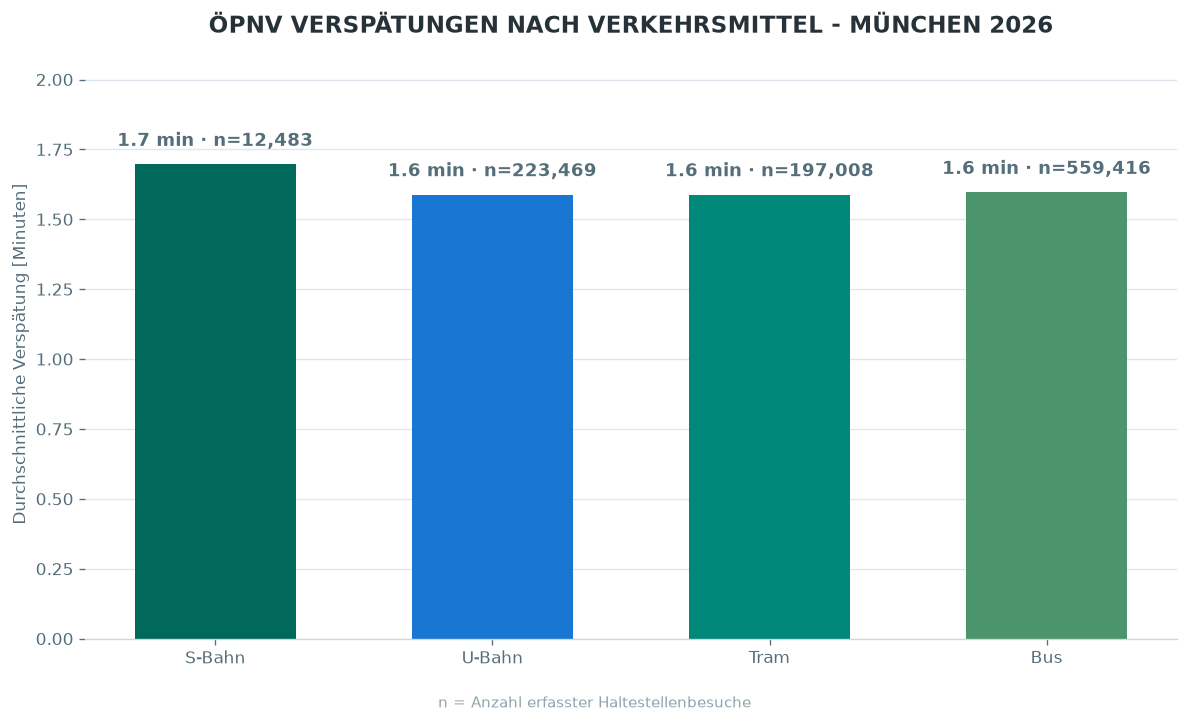 ÖPNV VERSPÄTUNGEN NACH VERKEHRSMITTEL - MÜNCHEN 2026
Durchschnittliche Verspätung [Minuten]
2.00
1.75
1.50
1.25
1.00
0.75
0.50
0.25
0.00
1.7 min · n=12,483
1.6 min · n=223,469
1.6 min · n=197,008
1.6 min · n=559,416
S-Bahn
U-Bahn
Tram
Bus
n = Anzahl erfasster Haltestellenbesuche